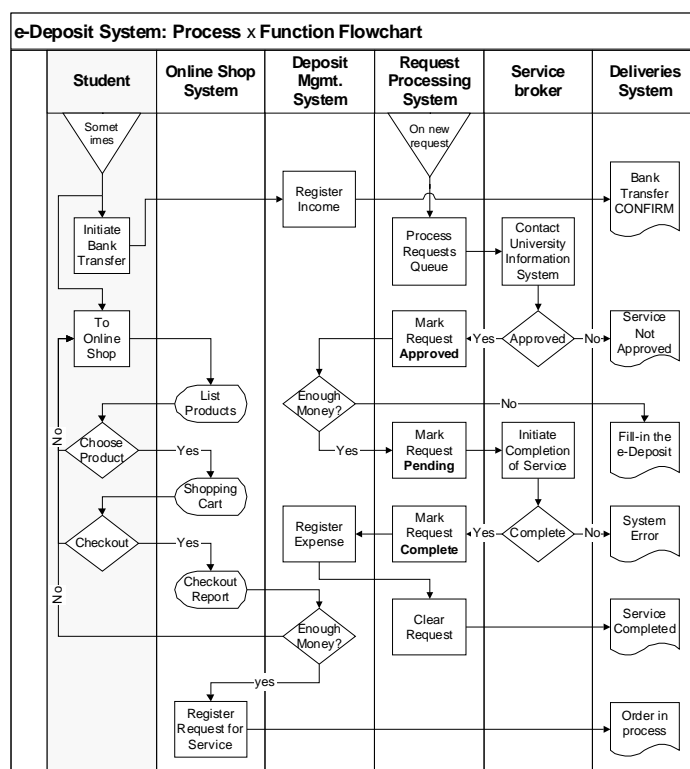 e-Deposit System: Process x Function Flowchart
Student
Online Shop
System
Deposit
Mgmt.
System
Request
Processing
System
Service
broker
Deliveries
System
Somet
imes
On new
request
Initiate
Bank
Transfer
Register
Income
Process
Requests
Queue
Contact
University
Information
System
Bank
Transfer
CONFIRM
To
Online
Shop
Mark
Request
Approved
Yes
Approved
No
Service
Not
Approved
List
Products
Enough
Money?
No
No
Choose
Product
Yes
Yes
Mark
Request
Pending
Initiate
Completion
of Service
Fill-in the
e-Deposit
Shopping
Cart
Checkout
Yes
Register
Expense
Mark
Request
Complete
Yes
Complete
No
System
Error
No
Checkout
Report
Enough
Money?
Clear
Request
Service
Completed
yes
Register
Request for
Service
Order in
process